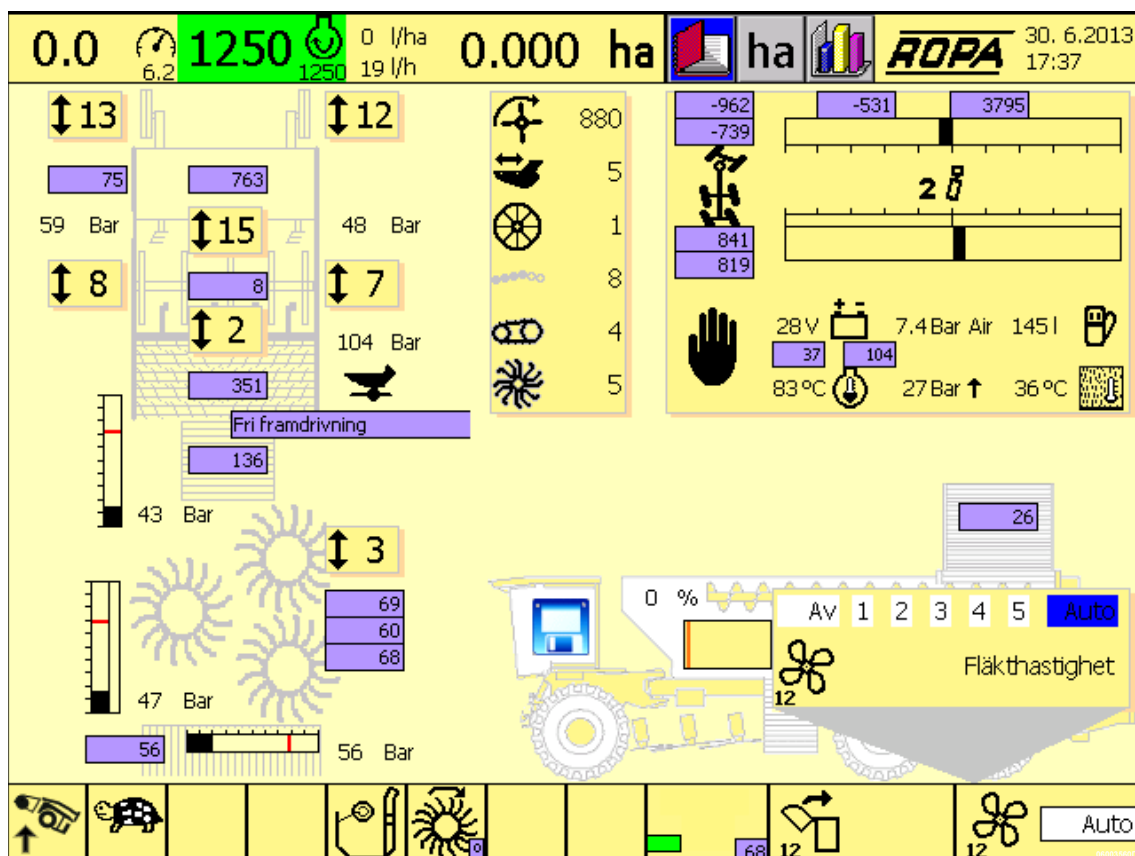 0.0 6.2 1250 1250 0 l/ha 0.000 ha ha ROPA 30. 6.2013
19 l/h 17:37
13 12 880 -962 -531 3795
-739
75 763 5
2
59 Bar 15 48 Bar 1 841
819
8 8 7 8
2 104 Bar 4 28 V 7.4 Bar Air 145 l
37 104
351 5 83 °C 27 Bar 36 °C
Fri framdrivning
136
43 Bar
26
3
69
60
68
0 % Av 1 2 3 4 5 Auto
Fläkthastighet
12
47 Bar
56 56 Bar
0 68 12 12 Auto